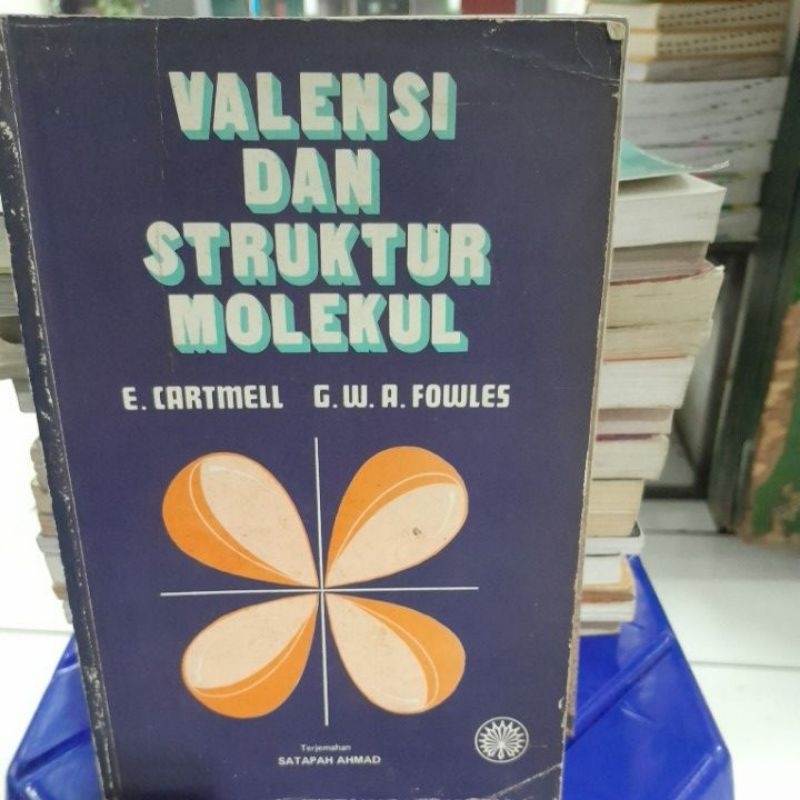 VALENSI
DAN
STRUKTUR
MOLEKUL
E. CARTMELL G. W. A. FOWLES
Terjemahan
SATAPAH AHMAD